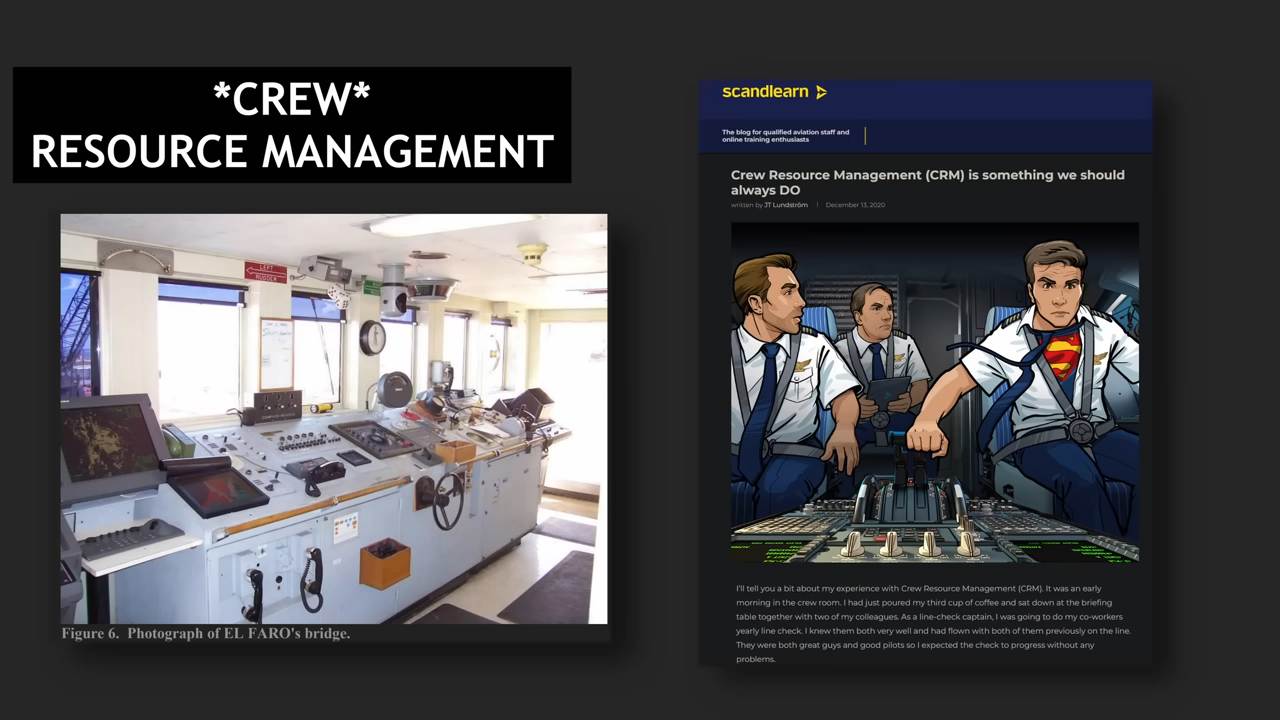 *CREW*
RESOURCE MANAGEMENT
LEFT
RUDDER
Figure 6. Photograph of EL FARO's bridge.
scandlearn
The blog for qualified aviation staff and
online training enthusiasts
Crew Resource Management (CRM) is something we should
always DO
written by JT Lundström | December 13, 2020
I'll tell you a bit about my experience with Crew Resource Management (CRM). It was an early
morning in the crew room. I had just poured my third cup of coffee and sat down at the briefing
table together with two of my colleagues. As a line-check captain, I was going to do my co-workers
yearly line check. I knew them both very well and had flown with both of them previously on the line.
They were both great guys and good pilots so I expected the check to progress without any
problems.